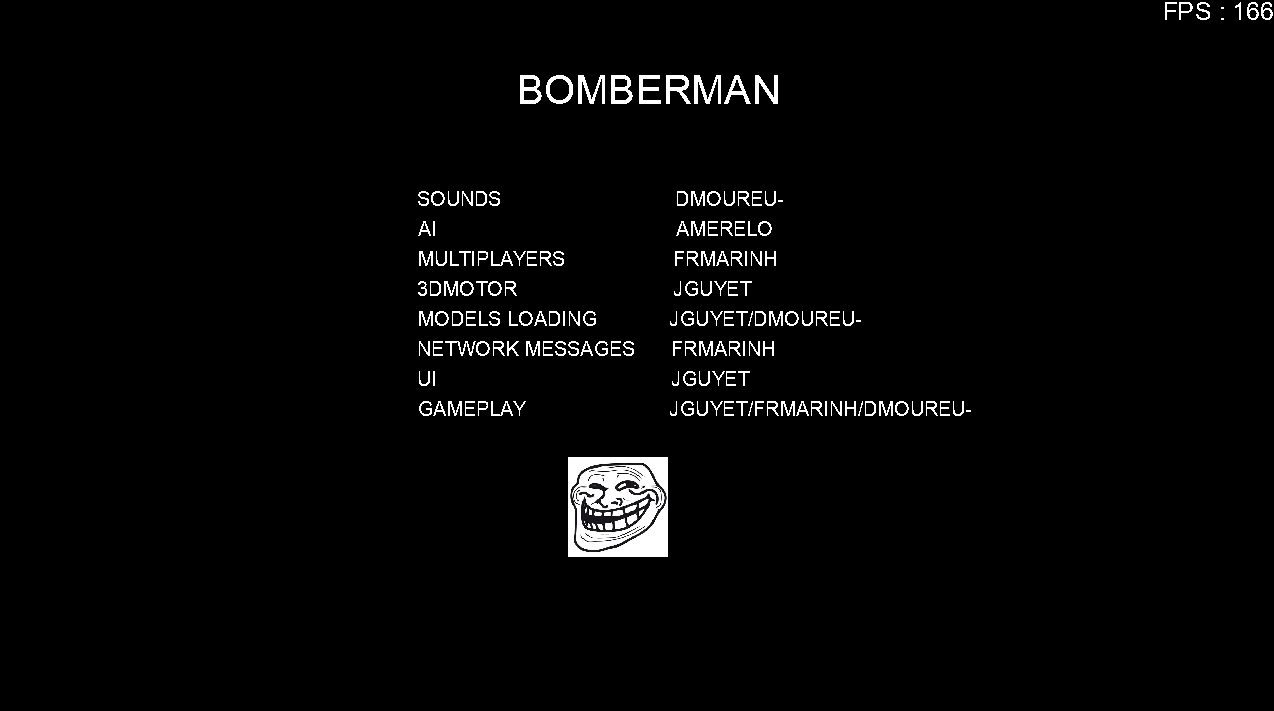 FPS : 166
BOMBERMAN
SOUNDS DMOUREU-
AI AMERELO
MULTIPLAYERS FRMARINH
3DMOTOR JGUYET
MODELS LOADING JGUYET/DMOUREU-
NETWORK MESSAGES FRMARINH
UI JGUYET
GAMEPLAY JGUYET/FRMARINH/DMOUREU-